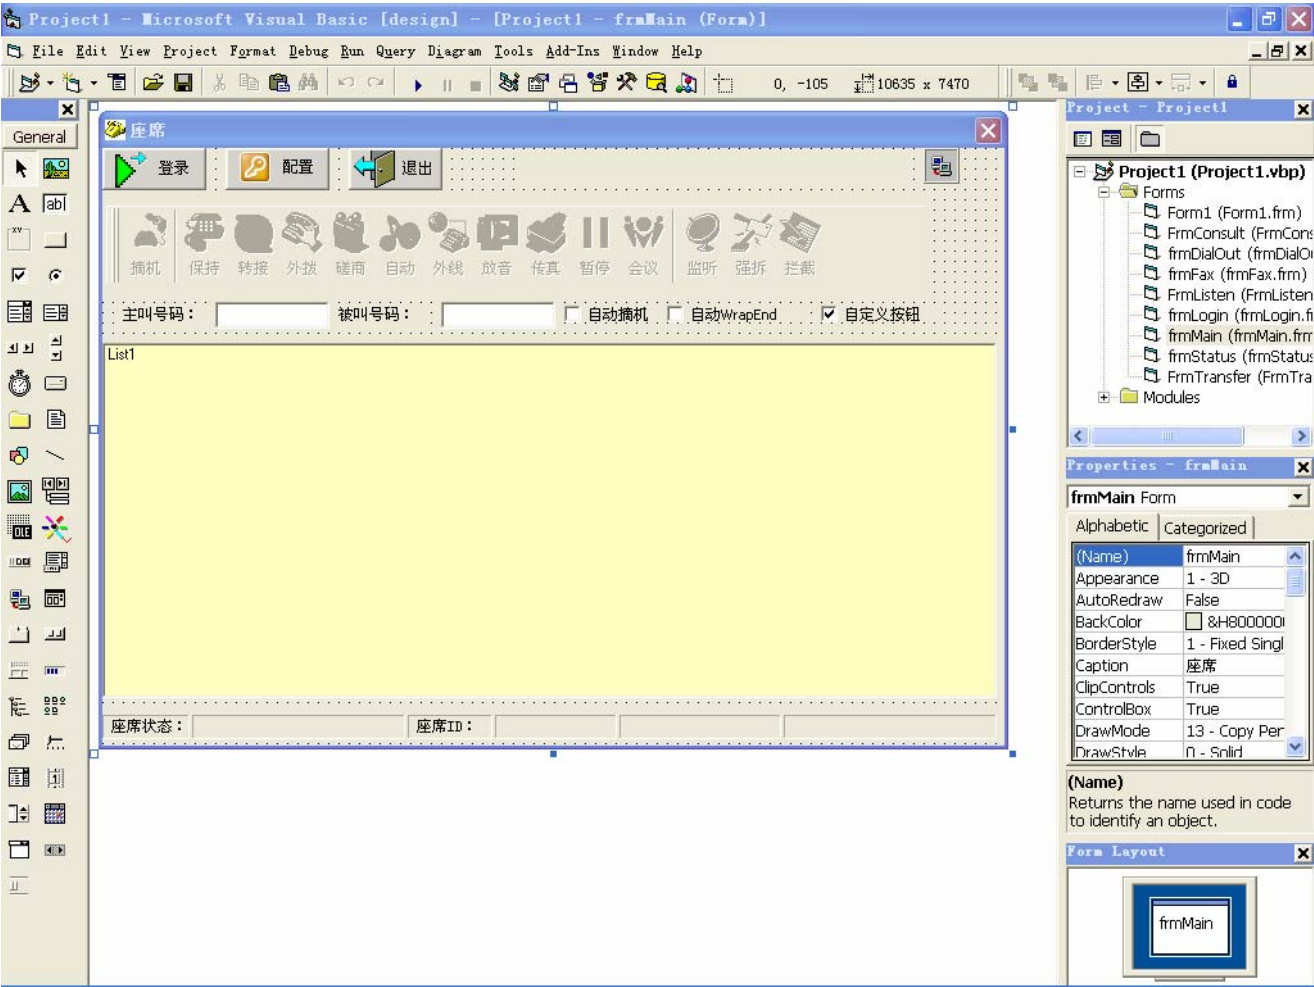 Project1 - Microsoft Visual Basic [design] - [Project1 - frmMain (Form)]
File Edit View Project Format Debug Run Query Diagram Tools Add-Ins Window Help
0, -105 10635 x 7470
General
座席
登录 配置 退出
摘机 保持 转接 外拨 磋商 自动 外线 放音 传真 暂停 会议 监听 强拆 拦截
主叫号码： 被叫号码： 自动摘机 自动WrapEnd 自定义按钮
List1
座席状态： 座席ID：
Project - Project1
Project1 (Project1.vbp)
Forms
Form1 (Form1.frm)
FrmConsult (FrmCons
frmDialOut (frmDialO
frmFax (frmFax.frm)
FrmListen (FrmListen
frmLogin (frmLogin.f
frmMain (frmMain.frm
frmStatus (frmStatus
FrmTransfer (FrmTra
Modules
Properties - frmMain
frmMain Form
Alphabetic Categorized
(Name) frmMain
Appearance 1 - 3D
AutoRedraw False
BackColor &H800000
BorderStyle 1 - Fixed Singl
Caption 座席
ClipControls True
ControlBox True
DrawMode 13 - Copy Per
DrawStyle 0 - Solid
(Name)
Returns the name used in code
to identify an object.
Form Layout
frmMain